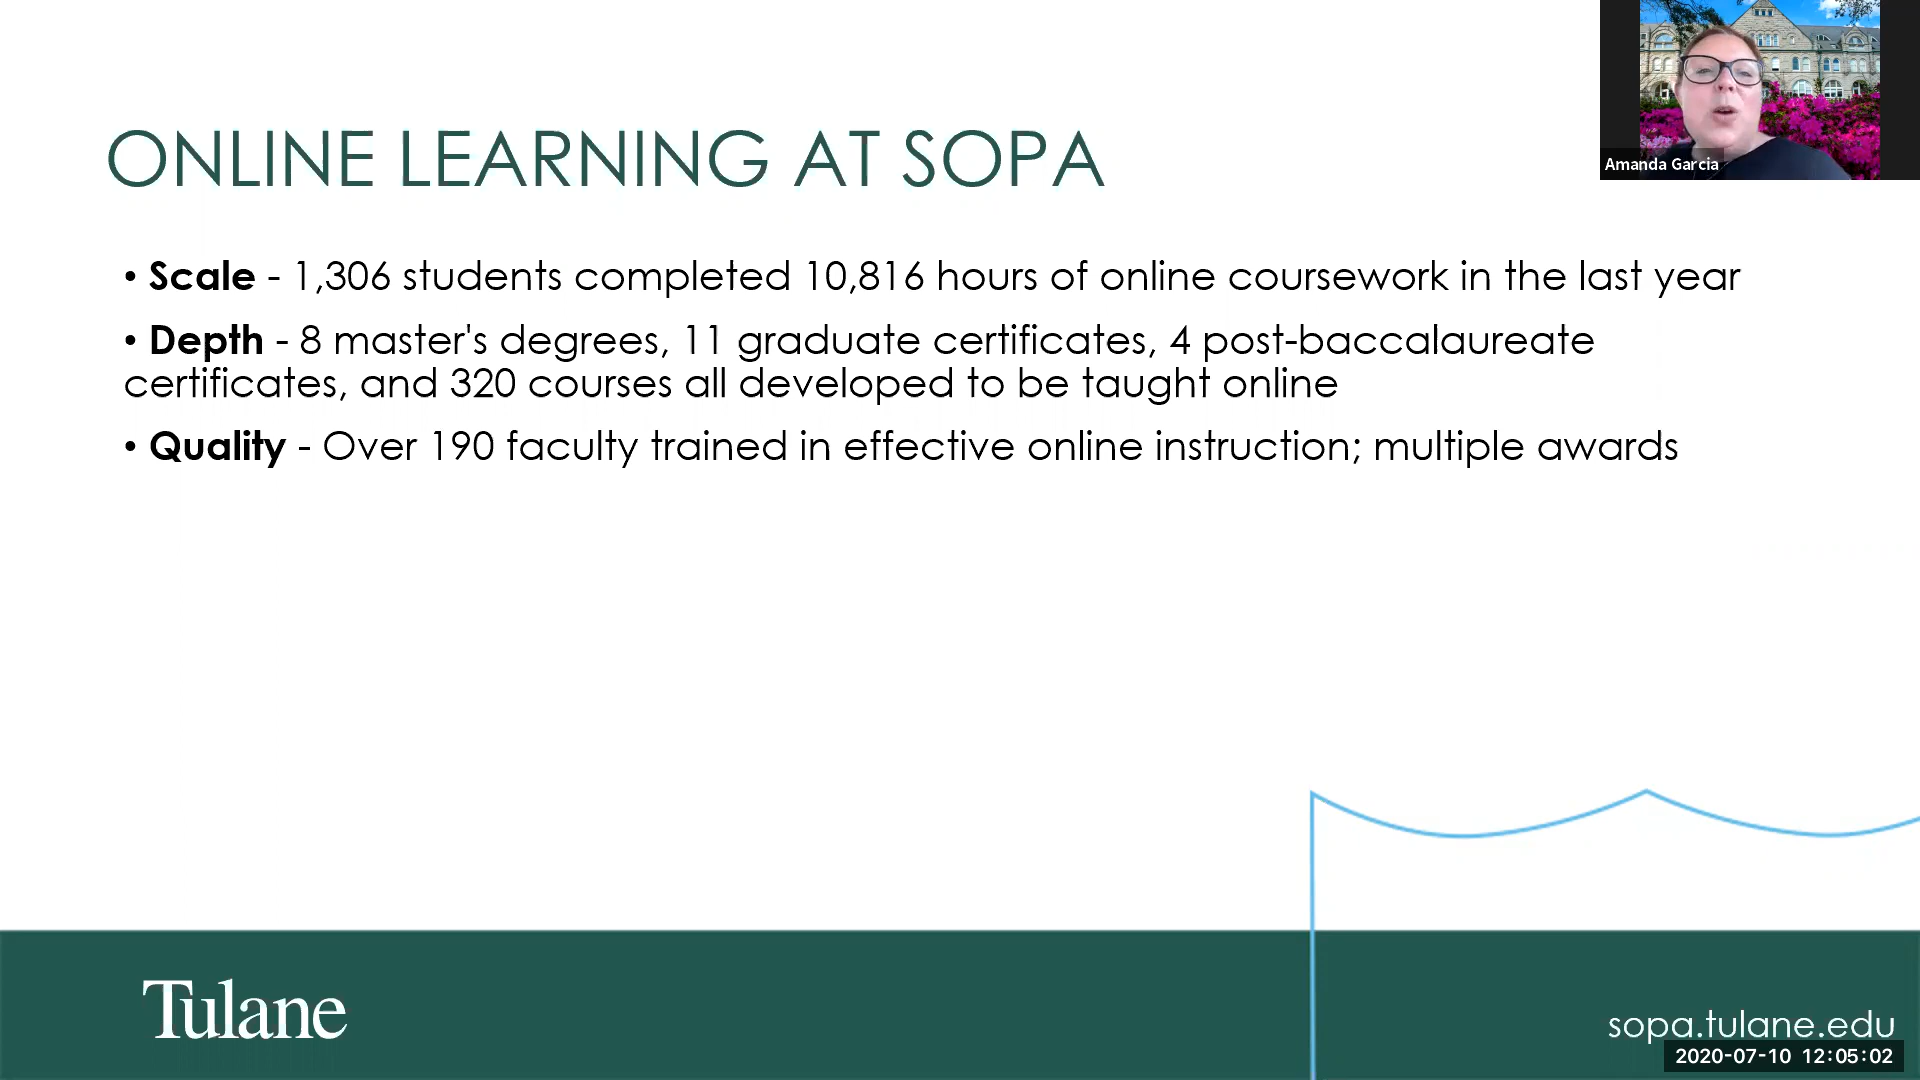 ONLINE LEARNING AT SOPA
• Scale - 1,306 students completed 10,816 hours of online coursework in the last year
• Depth - 8 master's degrees, 11 graduate certificates, 4 post-baccalaureate
certificates, and 320 courses all developed to be taught online
• Quality - Over 190 faculty trained in effective online instruction; multiple awards
Amanda Garcia
Tulane
sopa.tulane.edu
2020-07-10 12:05:02